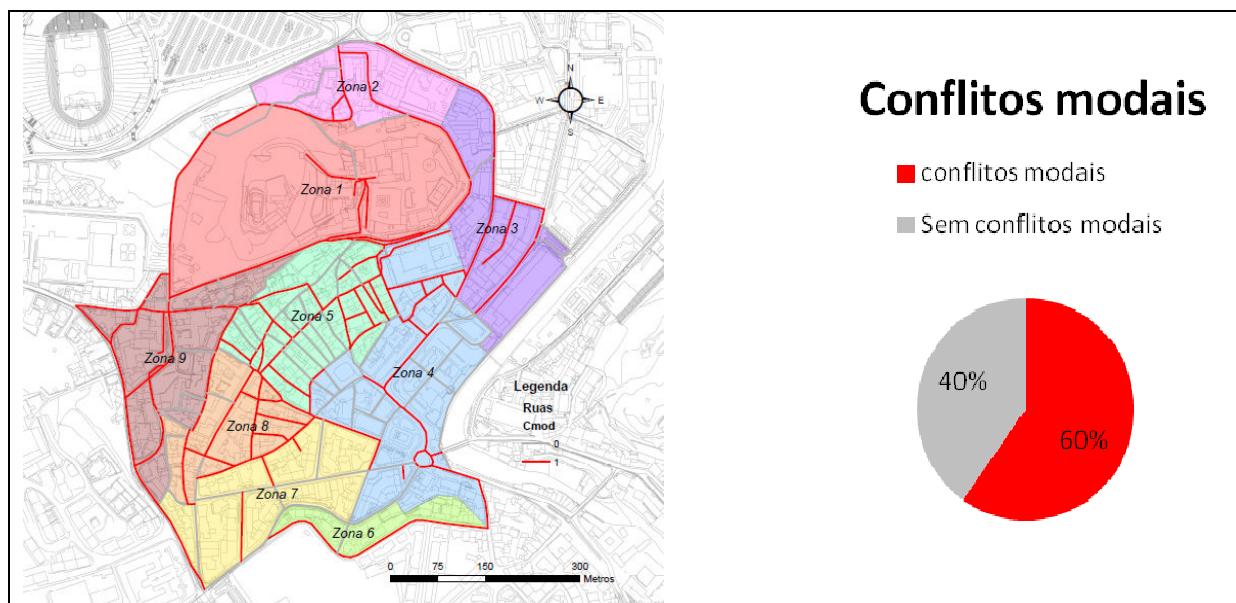 Zona 2
N
W
E
S
Zona 1
Zona 3
Zona 5
Zona 9
Zona 4
Zona 8
Zona 7
Zona 6
Legenda
Ruas
Cmod
0
1
0 75 150 300
Metros
Conflitos modais
conflitos modais
Sem conflitos modais
40%
60%